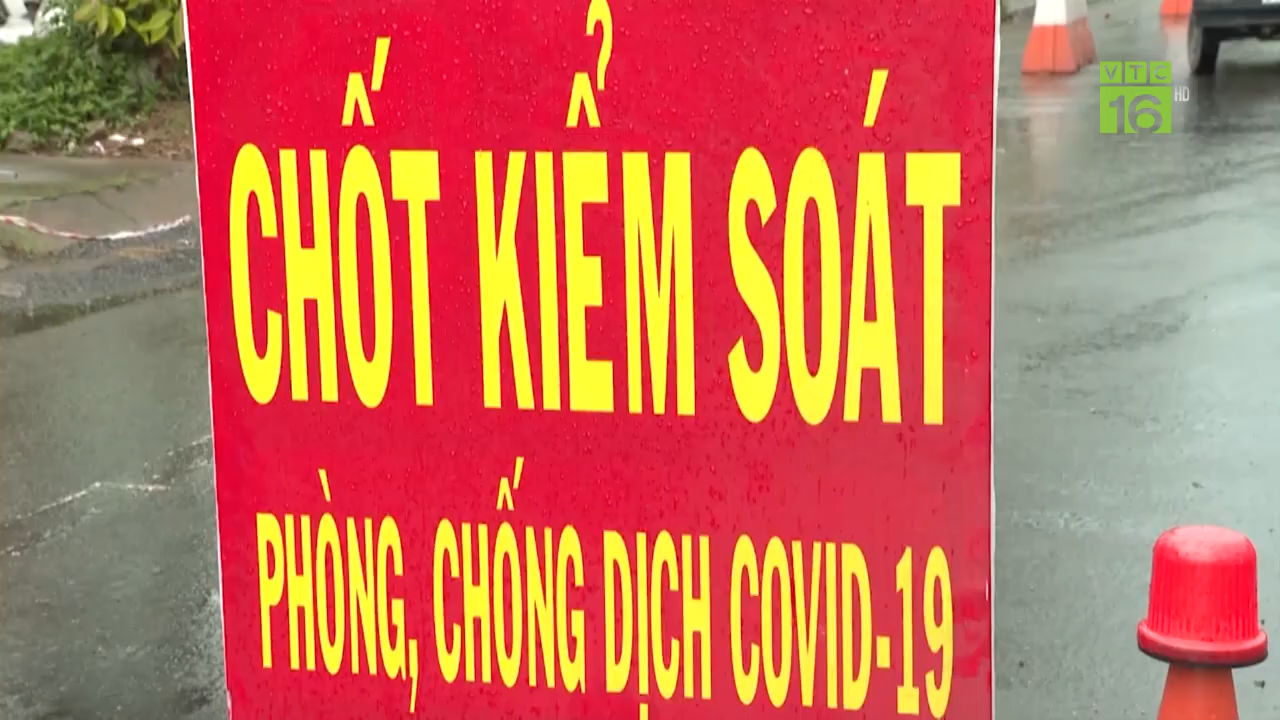 VTC
16 HD
CHỐT KIỂM SOÁT
PHÒNG, CHỐNG DỊCH COVID-19